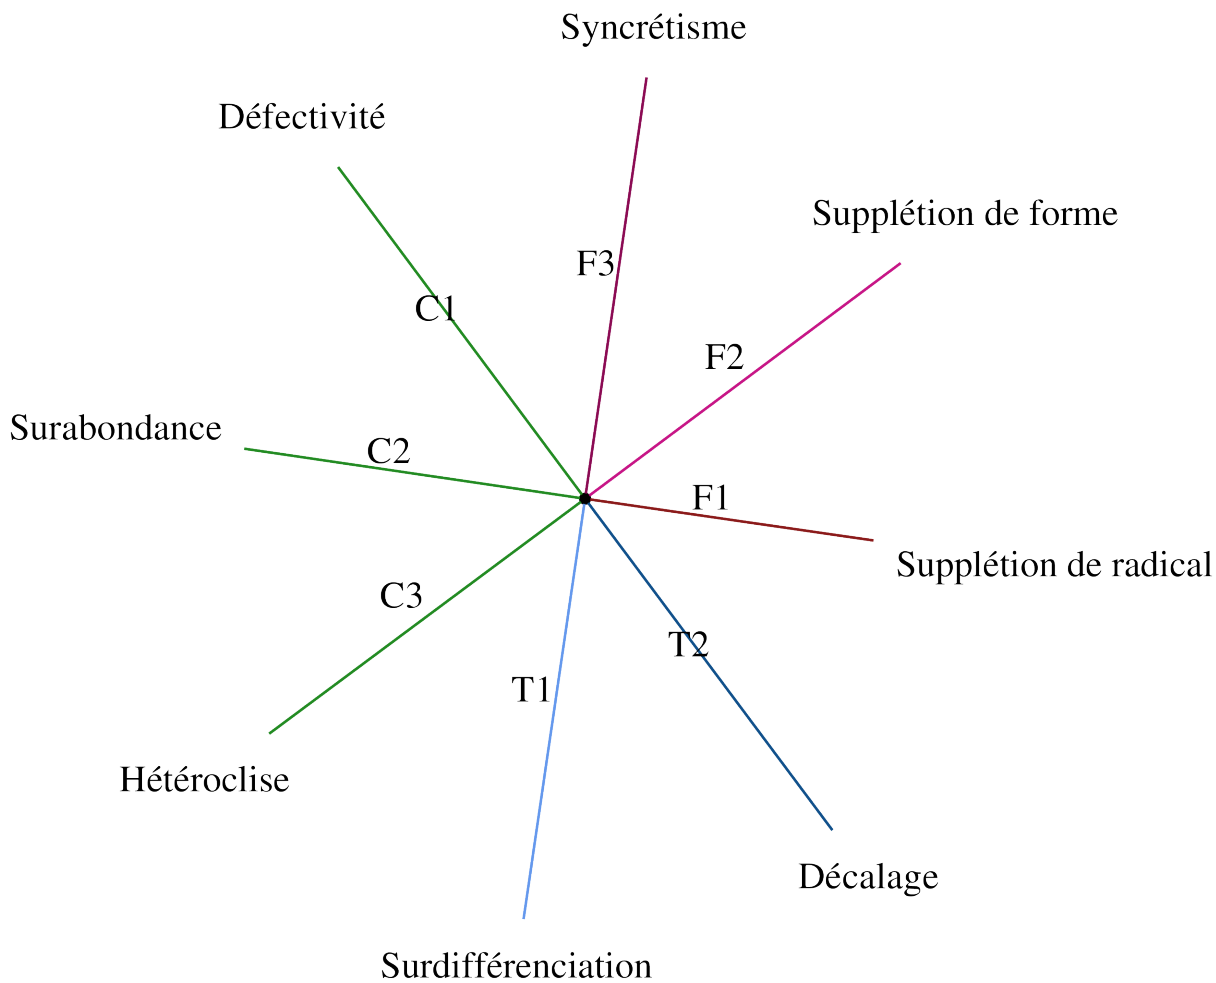 Syncrétisme
Défectivité
Supplétion de forme
F3
C1
F2
Surabondance
C2
F1
Supplétion de radical
C3
T2
T1
Hétéroclise
Décalage
Surdifférenciation